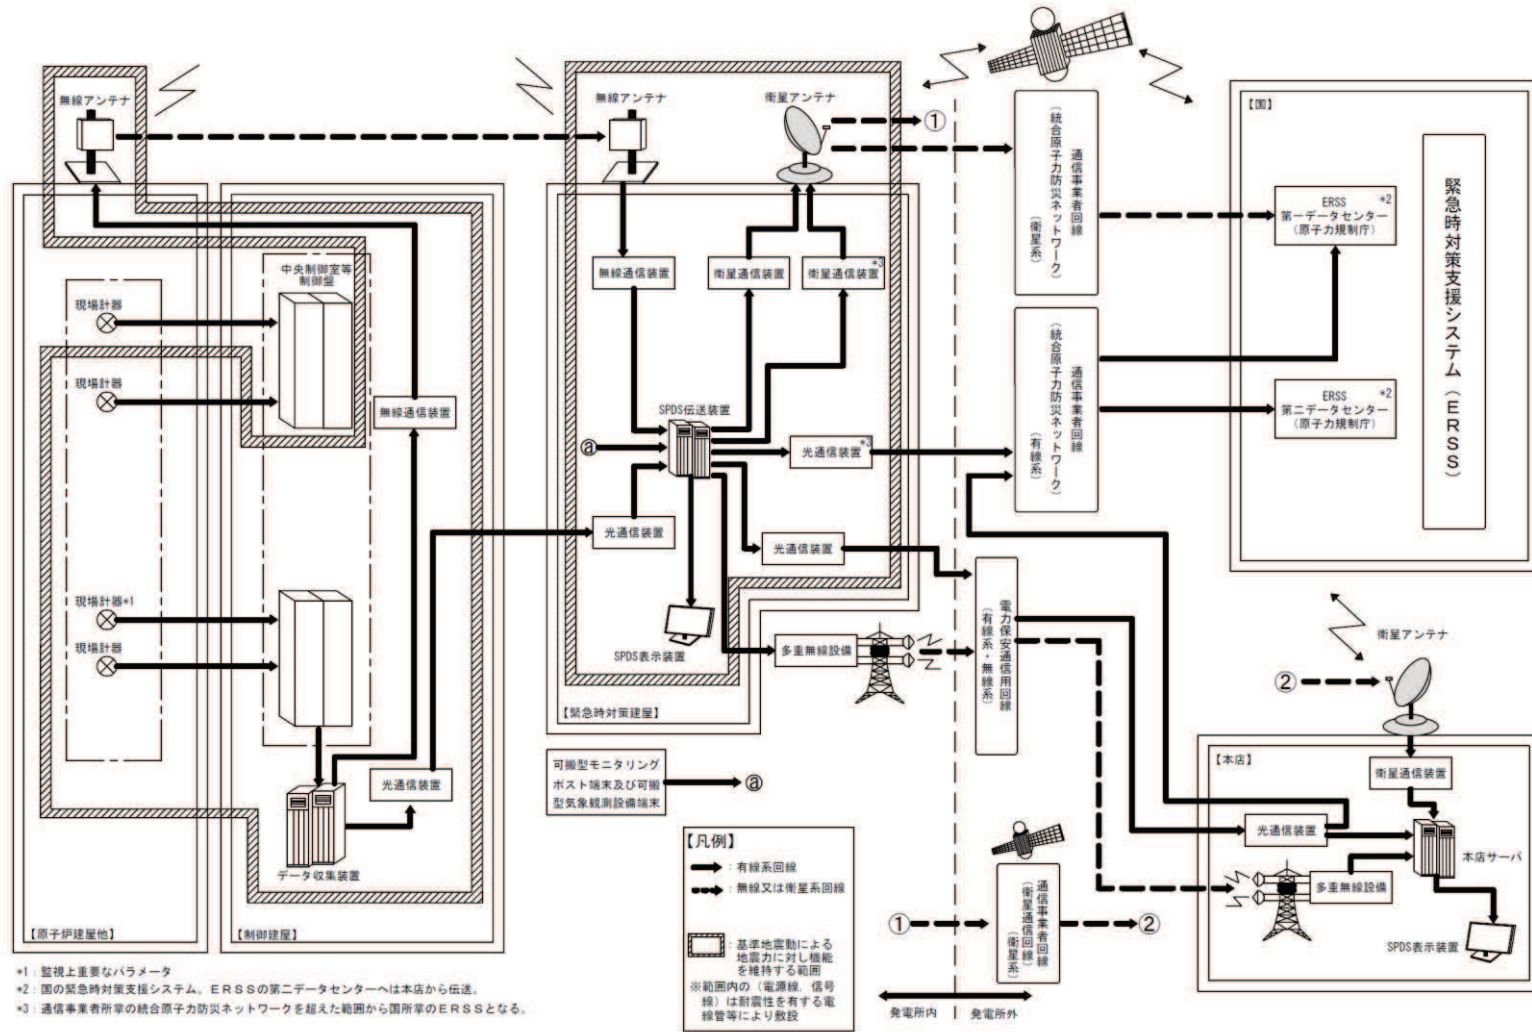 無線アンテナ
無線アンテナ
衛星アンテナ
①
通信事業者回線
(統合原子力防災ネットワーク)
(衛星系)
【国】
ERSS *2
第一データセンター
(原子力規制庁)
緊急時対策支援システム(ERSS)
中央制御室等
制御盤
現場計器
現場計器
無線通信装置
無線通信装置
衛星通信装置
衛星通信装置*3
通信事業者回線
(統合原子力防災ネットワーク)
(有線系)
ERSS *2
第二データセンター
(原子力規制庁)
SPDS伝送装置
ⓐ
光通信装置*3
光通信装置
光通信装置
現場計器*1
現場計器
SPDS表示装置
多重無線設備
電力保安通信用回線
(有線系・無線系)
【緊急時対策建屋】
衛星アンテナ
②
光通信装置
データ収集装置
【原子炉建屋他】
【制御建屋】
可搬型モニタリング
ポスト端末及び可搬
型気象観測設備端末
ⓐ
【本店】
衛星通信装置
光通信装置
本店サーバ
多重無線設備
SPDS表示装置
【凡例】
:有線系回線
:無線又は衛星系回線
:基準地震動による
地震力に対し機能
を維持する範囲
※範囲内の(電源線、信号
線)は耐震性を有する電
線管等により敷設
①
通信事業者回線
(衛星通信回線)
(衛星系)
②
発電所内
発電所外
*1:監視上重要なパラメータ
*2:国の緊急時対策支援システム。ERSSの第二データセンターへは本店から伝送。
*3:通信事業者所掌の統合原子力防災ネットワークを超えた範囲から国所掌のERSSとなる。